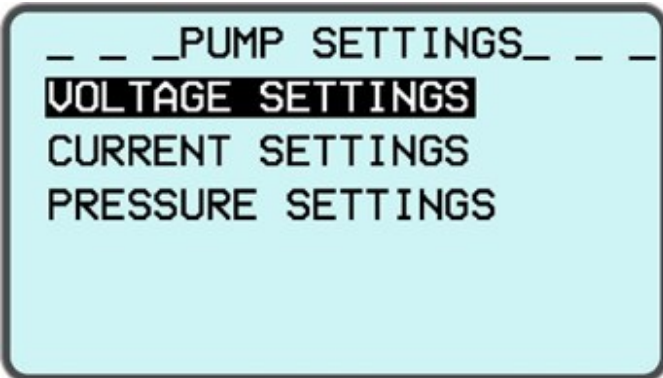 _ _ _PUMP SETTINGS_ _ _
VOLTAGE SETTINGS
CURRENT SETTINGS
PRESSURE SETTINGS